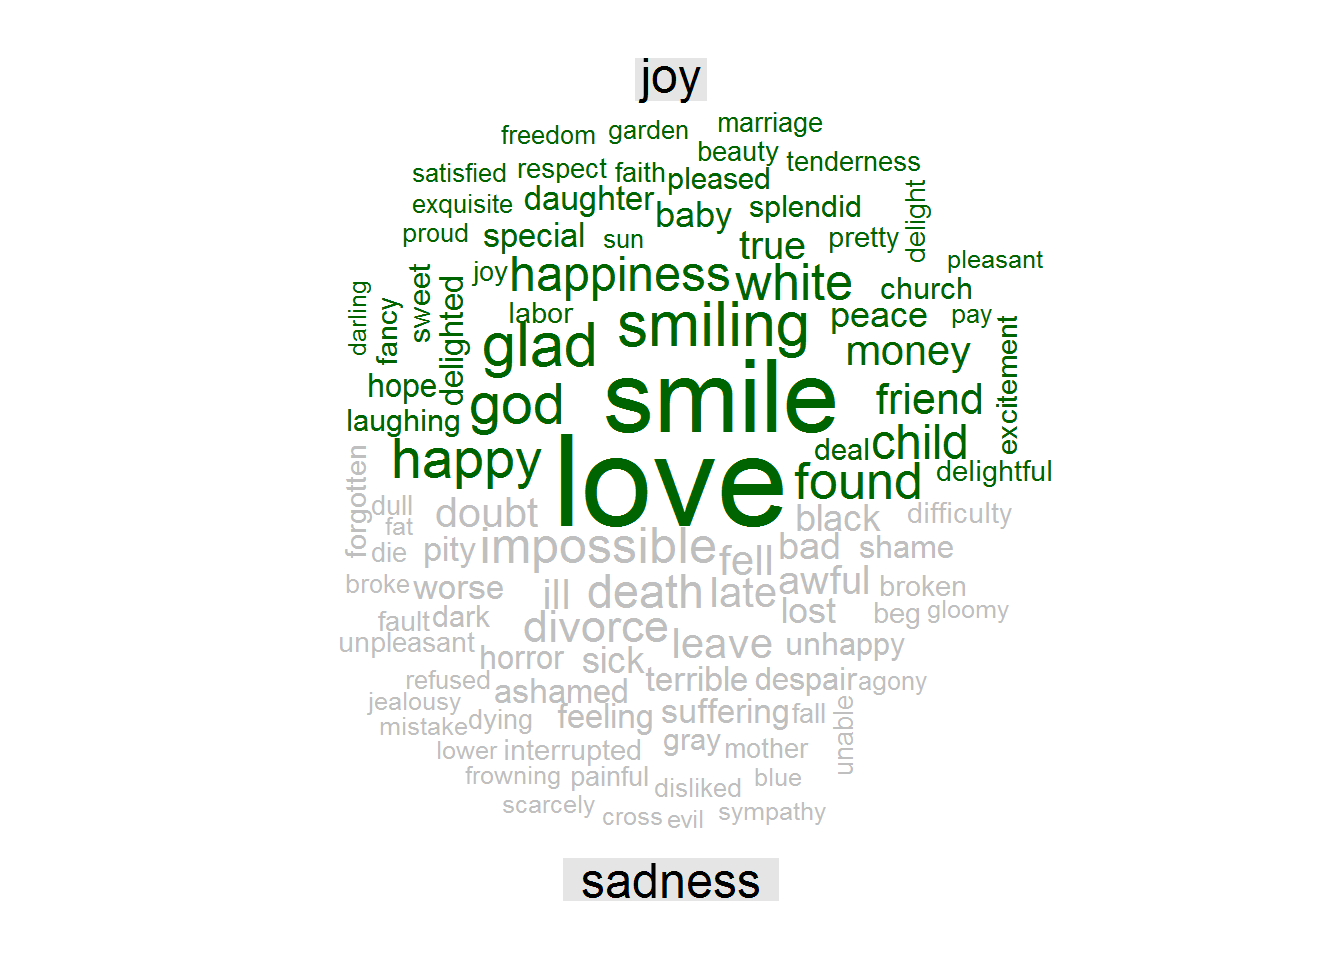 joy
freedom garden marriage
beauty
satisfied respect faith pleased tenderness
exquisite daughter baby splendid delight
proud special sun true pretty
joy happiness white pleasant
darling fancy sweet delighted labor smiling church
glad peace pay
money excitement
hope smile friend
laughing god
happy deal child
love found delightful
forgotten dull doubt black difficulty
fat
die pity impossible fell bad shame
broke worse ill death late awful broken
fault dark divorce lost beg gloomy
unpleasant leave unhappy
horror sick
refused ashamed terrible despair agony
jealousy
mistake dying feeling suffering fall unable
lower interrupted gray mother
frowning painful disliked blue
scarcely cross evil sympathy
sadness